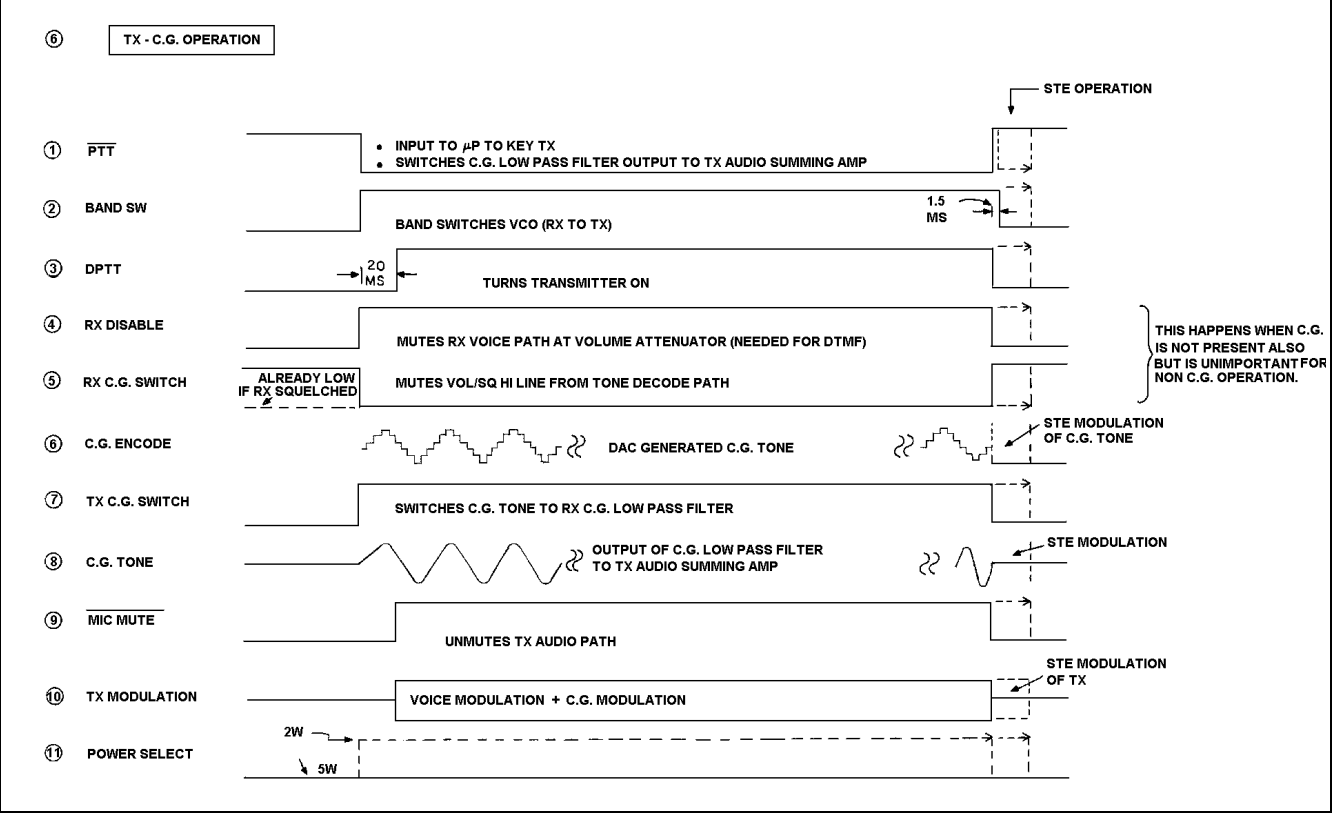 ⑥ TX - C.G. OPERATION
STE OPERATION
① PTT
• INPUT TO μP TO KEY TX
• SWITCHES C.G. LOW PASS FILTER OUTPUT TO TX AUDIO SUMMING AMP
② BAND SW
BAND SWITCHES VCO (RX TO TX)
1.5
MS
③ DPTT
20
MS
TURNS TRANSMITTER ON
④ RX DISABLE
MUTES RX VOICE PATH AT VOLUME ATTENUATOR (NEEDED FOR DTMF)
⑤ RX C.G. SWITCH
ALREADY LOW
IF RX SQUELCHED
MUTES VOL/SQ HI LINE FROM TONE DECODE PATH
THIS HAPPENS WHEN C.G.
IS NOT PRESENT ALSO
BUT IS UNIMPORTANT FOR
NON C.G. OPERATION.
⑥ C.G. ENCODE
DAC GENERATED C.G. TONE
STE MODULATION
OF C.G. TONE
⑦ TX C.G. SWITCH
SWITCHES C.G. TONE TO RX C.G. LOW PASS FILTER
⑧ C.G. TONE
OUTPUT OF C.G. LOW PASS FILTER
TO TX AUDIO SUMMING AMP
STE MODULATION
⑨ MIC MUTE
UNMUTES TX AUDIO PATH
⑩ TX MODULATION
VOICE MODULATION + C.G. MODULATION
STE MODULATION
OF TX
⑪ POWER SELECT
2W
5W